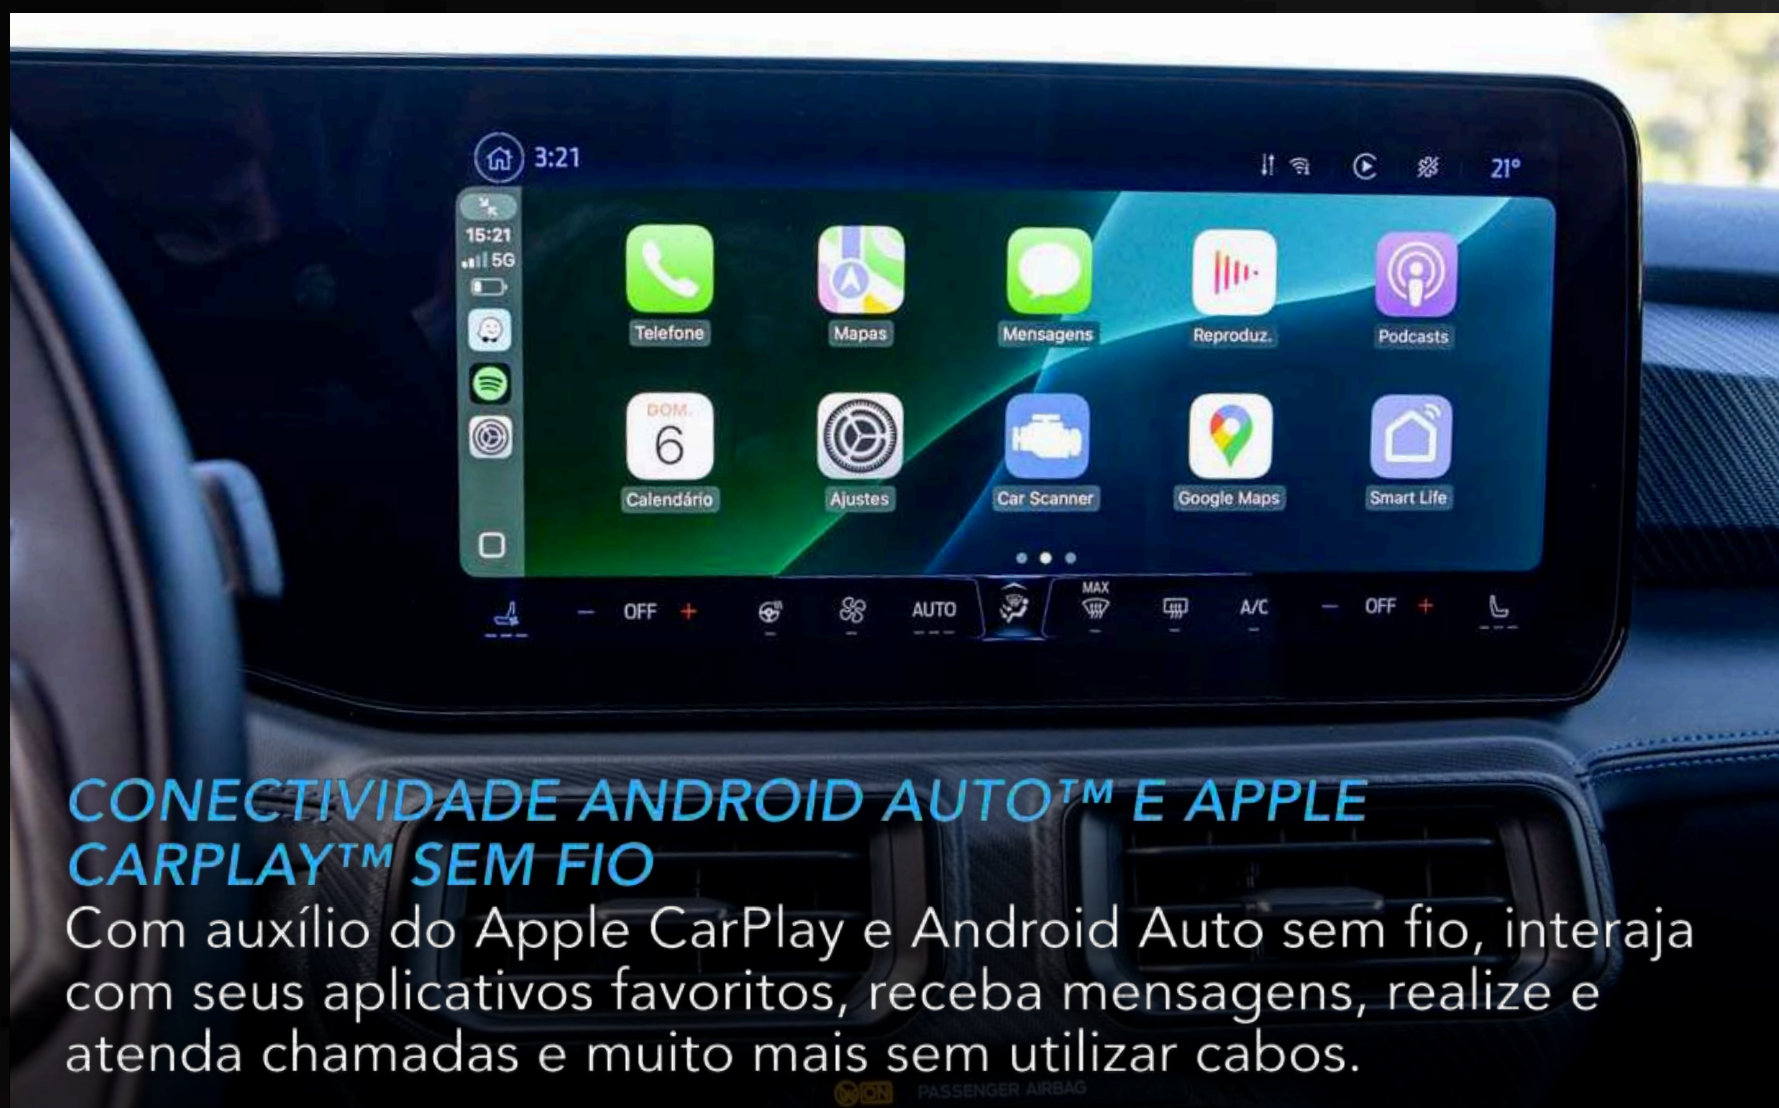 3:21
21°
15:21
5G
Telefone
Mapas
Mensagens
Reproduz.
Podcasts
DOM.
6
Calendário
Ajustes
Car Scanner
Google Maps
Smart Life
MAX
OFF
AUTO
A/C
OFF
CONECTIVIDADE ANDROID AUTO™ E APPLE
CARPLAY™ SEM FIO
Com auxílio do Apple CarPlay e Android Auto sem fio, interaja
com seus aplicativos favoritos, receba mensagens, realize e
atenda chamadas e muito mais sem utilizar cabos.
ON PASSENGER AIRBAG